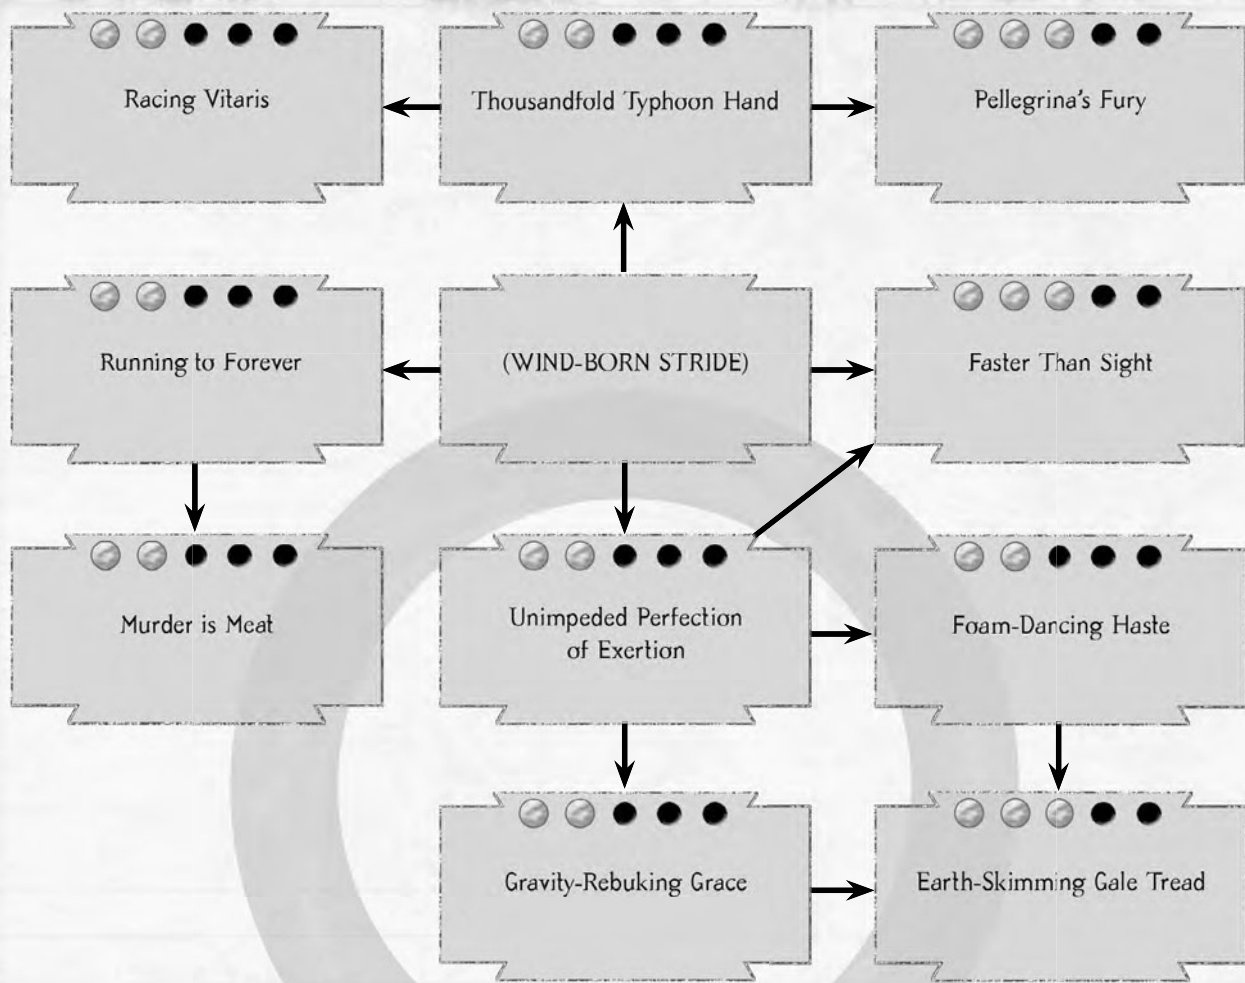 Racing Vitaris
Thousandfold Typhoon Hand
Pellegrina's Fury
Running to Forever
(WIND-BORN STRIDE)
Faster Than Sight
Murder is Meat
Unimpeded Perfection
of Exertion
Foam-Dancing Haste
Gravity-Rebuking Grace
Earth-Skimming Gale Tread